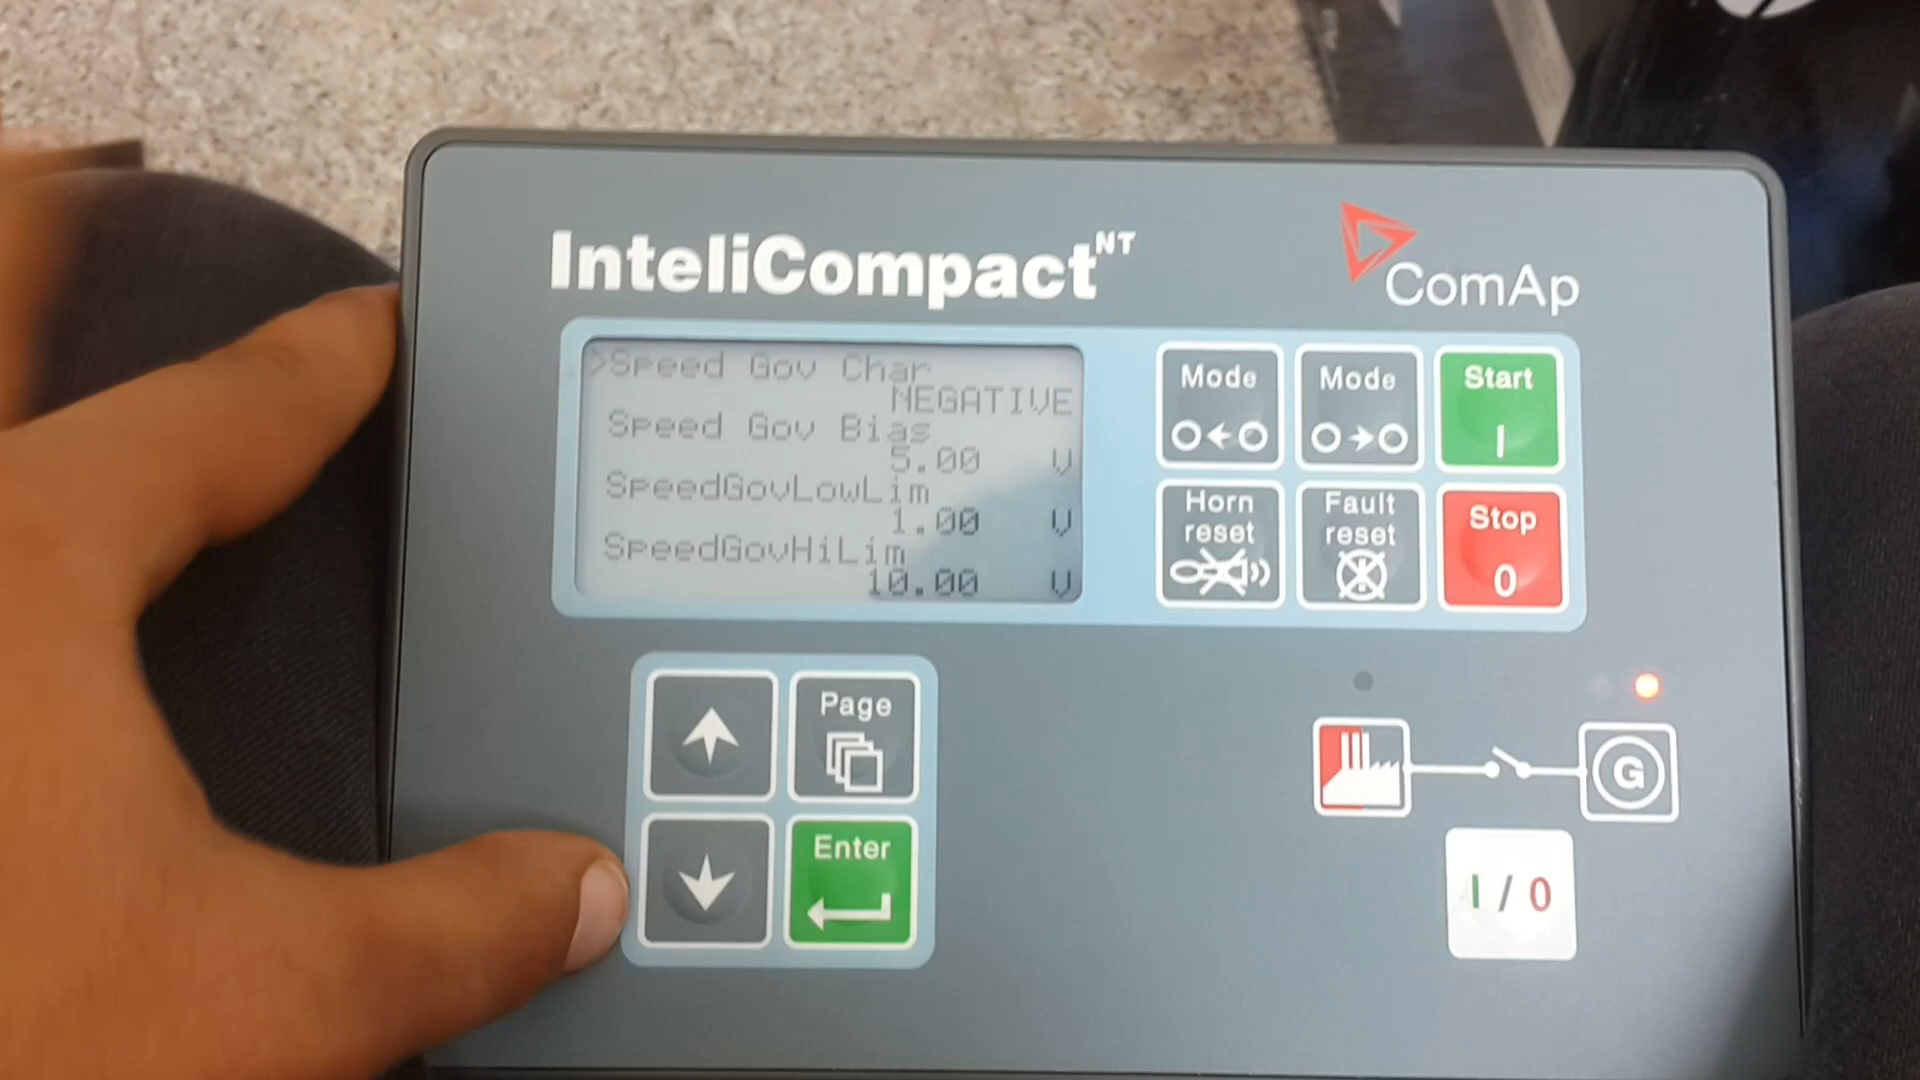 InteliCompact NT
ComAp
>Speed Gov Char
NEGATIVE
Speed Gov Bias
5.00 V
SpeedGovLowLim
1.00 V
SpeedGovHiLim
10.00 V
Mode
Mode
Start
I
Horn
reset
Fault
reset
Stop
0
Page
Enter
G
I / 0